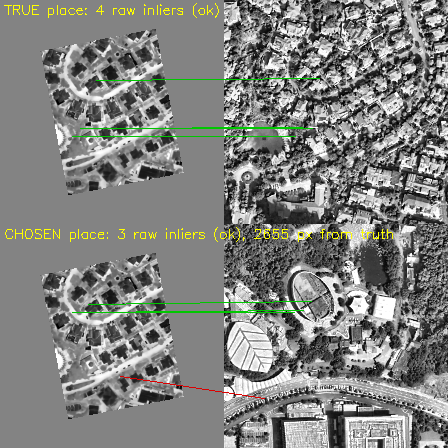 TRUE place: 4 raw inliers (ok)
CHOSEN place: 3 raw inliers (ok), 2655 px from truth